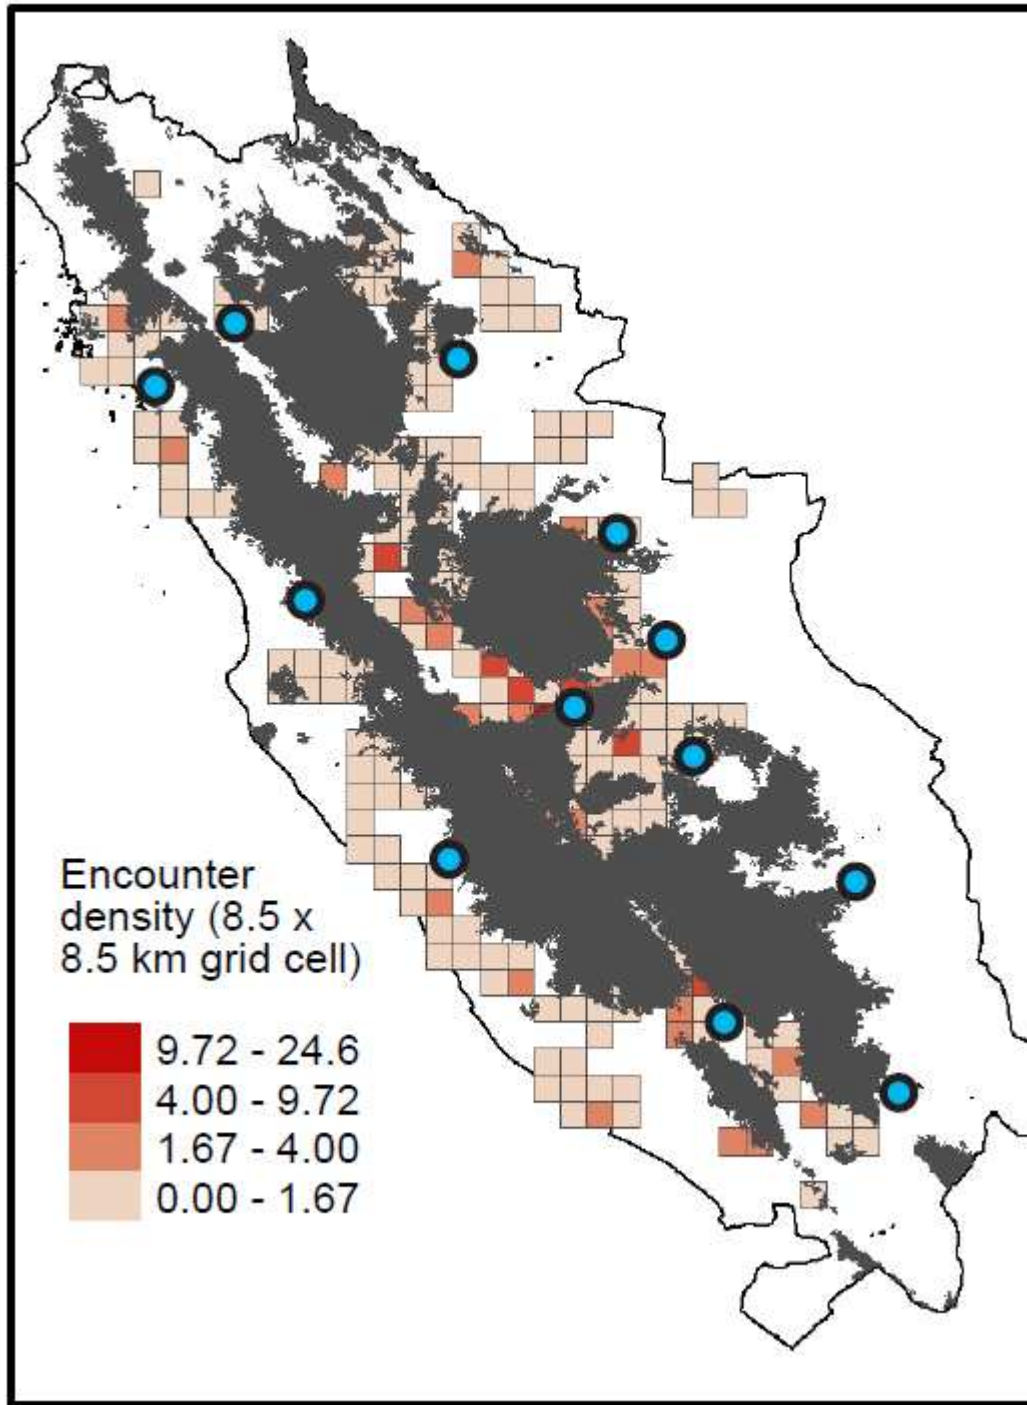 Encounter
density (8.5 x
8.5 km grid cell)
9.72 - 24.6
4.00 - 9.72
1.67 - 4.00
0.00 - 1.67